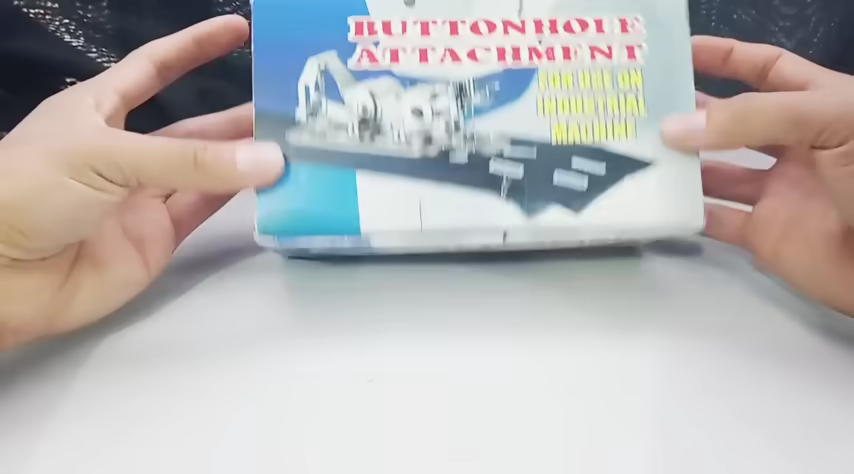 BUTTONHOLE
ATTACHMENT
FOR USE ON
INDUSTRIAL
MACHINE